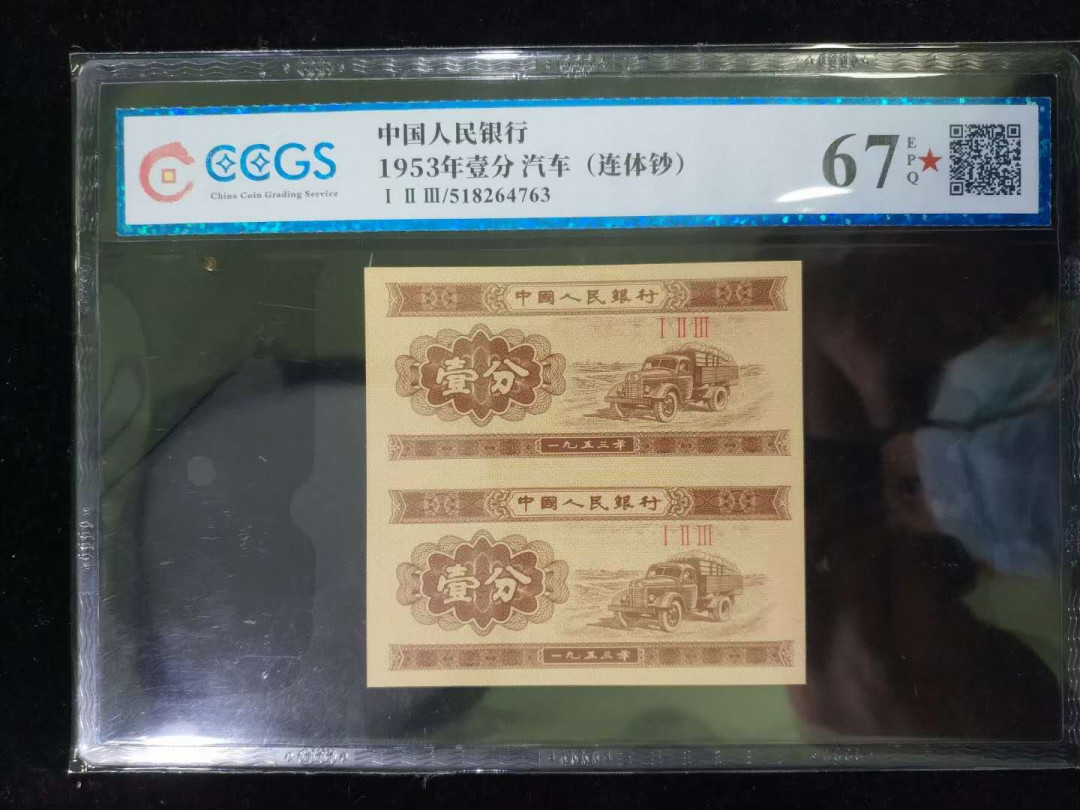 CCGS
China Coin Grading Service
中国人民银行
1953年壹分 汽车（连体钞）
Ⅰ Ⅱ Ⅲ/518264763
67
EPQ
中國人民銀行
Ⅰ Ⅱ Ⅲ
壹分
一九五三年
中國人民銀行
Ⅰ Ⅱ Ⅲ
壹分
一九五三年